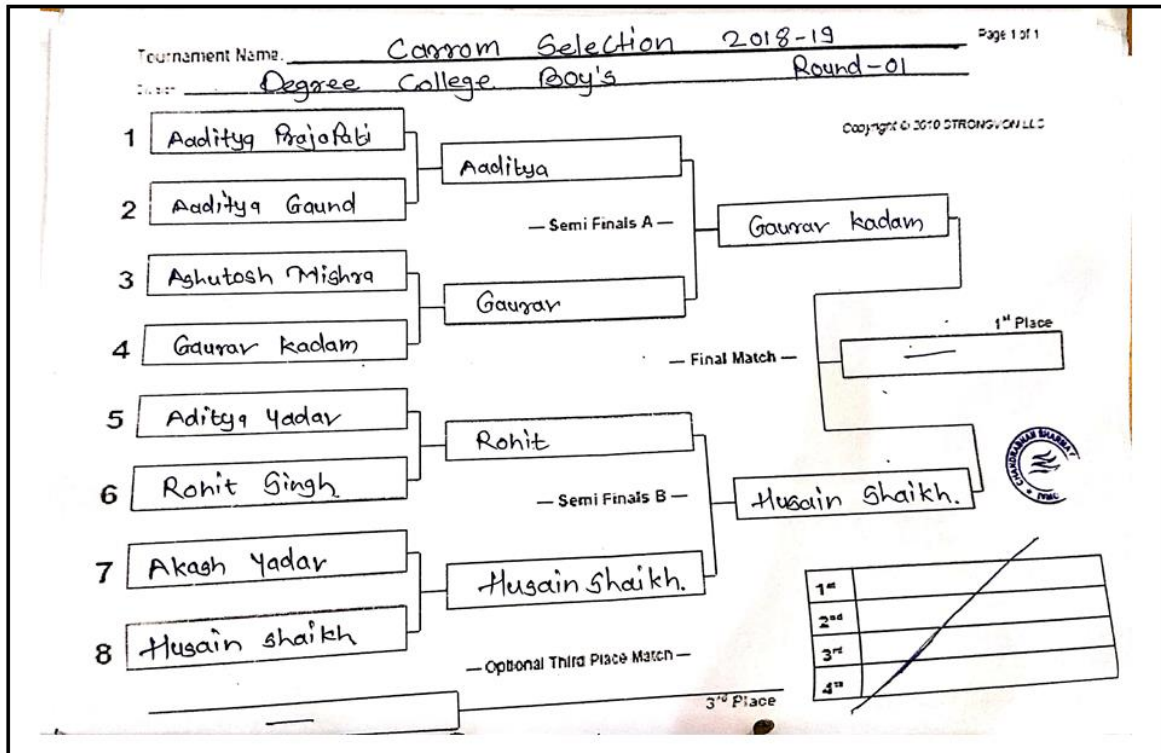 Tournament Name. Carrom Selection 2018-19
Page 1 of 1
Degree College Boy's Round-01
Copyright © 2010 STRONGVON LLC
1 Aaditya Prajapati
2 Aaditya Gaund
3 Ashutosh Mishra
4 Gaurav kadam
5 Aditya Yadav
6 Rohit Singh.
7 Akash Yadav
8 Husain shaikh
Aaditya
— Semi Finals A —
Gaurav
Rohit
— Semi Finals B —
Husain Shaikh.
Gaurav kadam
— Final Match —
Husain Shaikh.
1st Place
—
CHANDRABHAN SHARMA
— Optional Third Place Match —
3rd Place
—
1st
2nd
3rd
4th